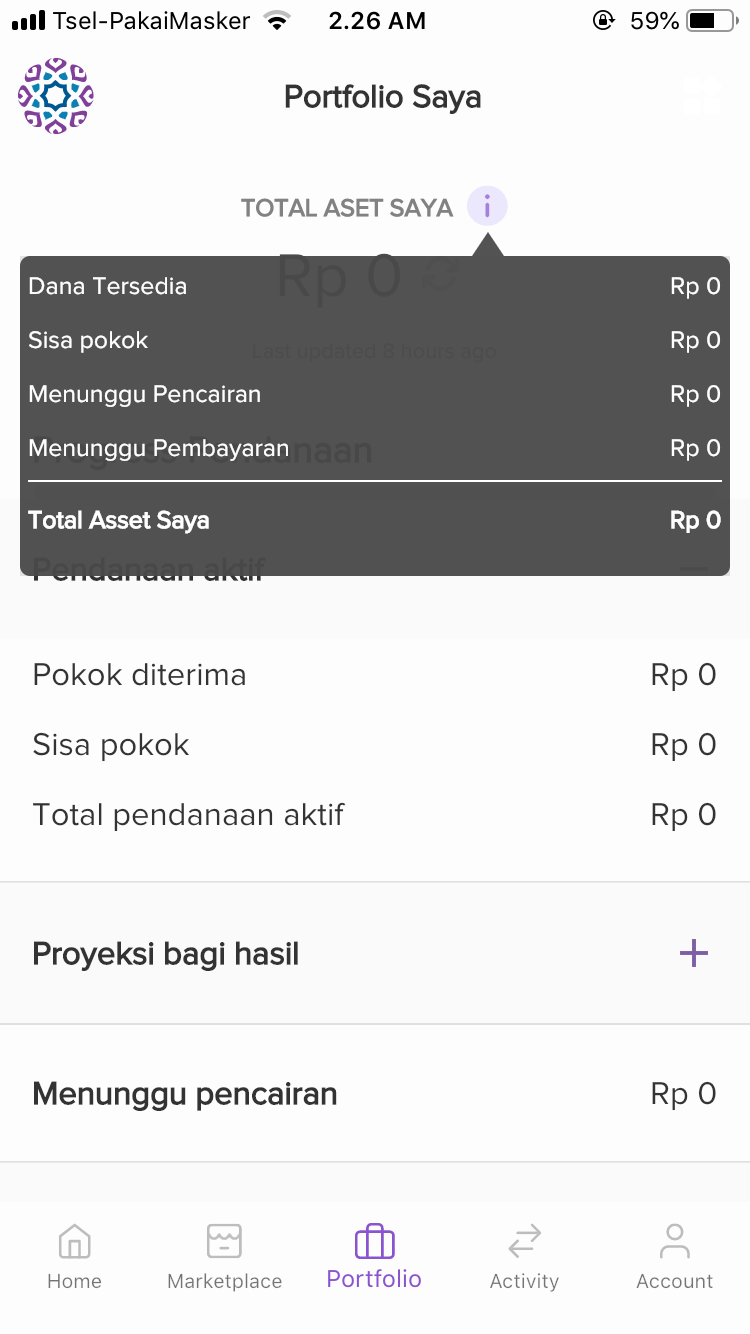 Tsel-PakaiMasker 2.26 AM 59%
Portfolio Saya
TOTAL ASET SAYA i
Rp 0
Dana Tersedia Rp 0
Sisa pokok Rp 0
Last updated 8 hours ago
Menunggu Pencairan Rp 0
Menunggu Pembayaran Rp 0
Progress Pendanaan
Total Asset Saya Rp 0
Pendanaan aktif
Pokok diterima Rp 0
Sisa pokok Rp 0
Total pendanaan aktif Rp 0
Proyeksi bagi hasil
Menunggu pencairan Rp 0
Home Marketplace Portfolio Activity Account